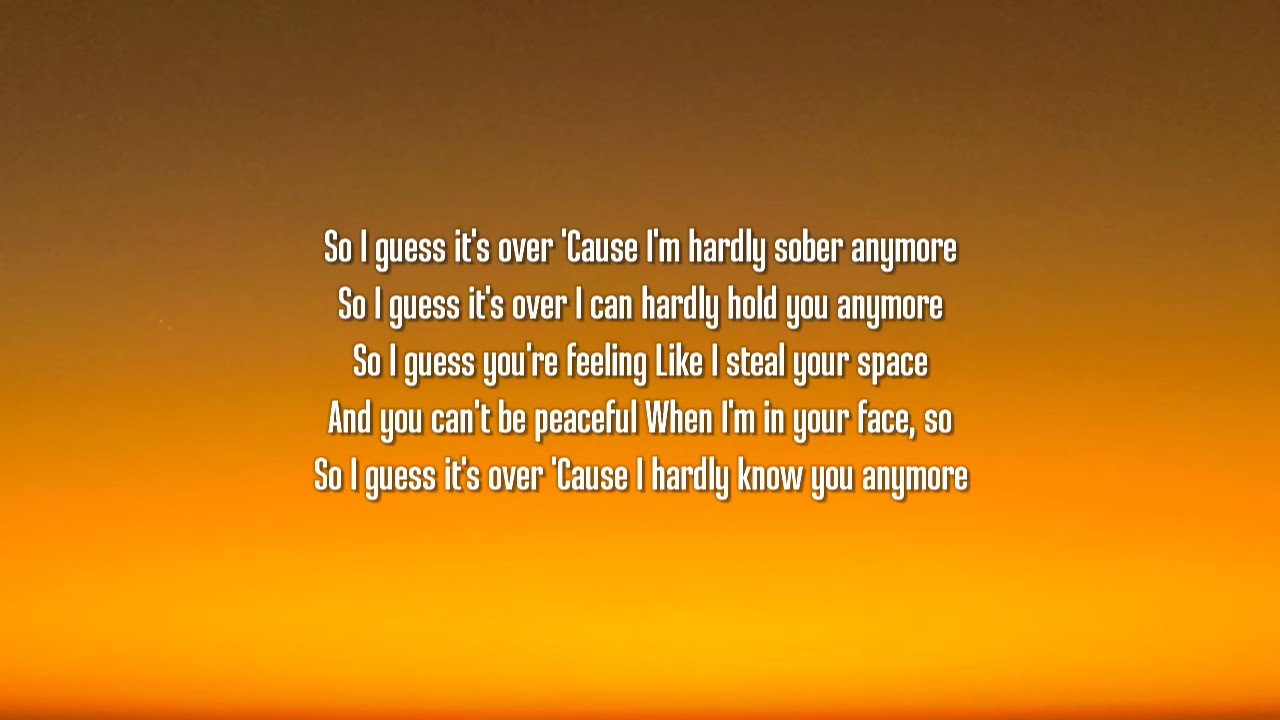 So I guess it's over 'Cause I'm hardly sober anymore
So I guess it's over I can hardly hold you anymore
So I guess you're feeling Like I steal your space
And you can't be peaceful When I'm in your face, so
So I guess it's over 'Cause I hardly know you anymore